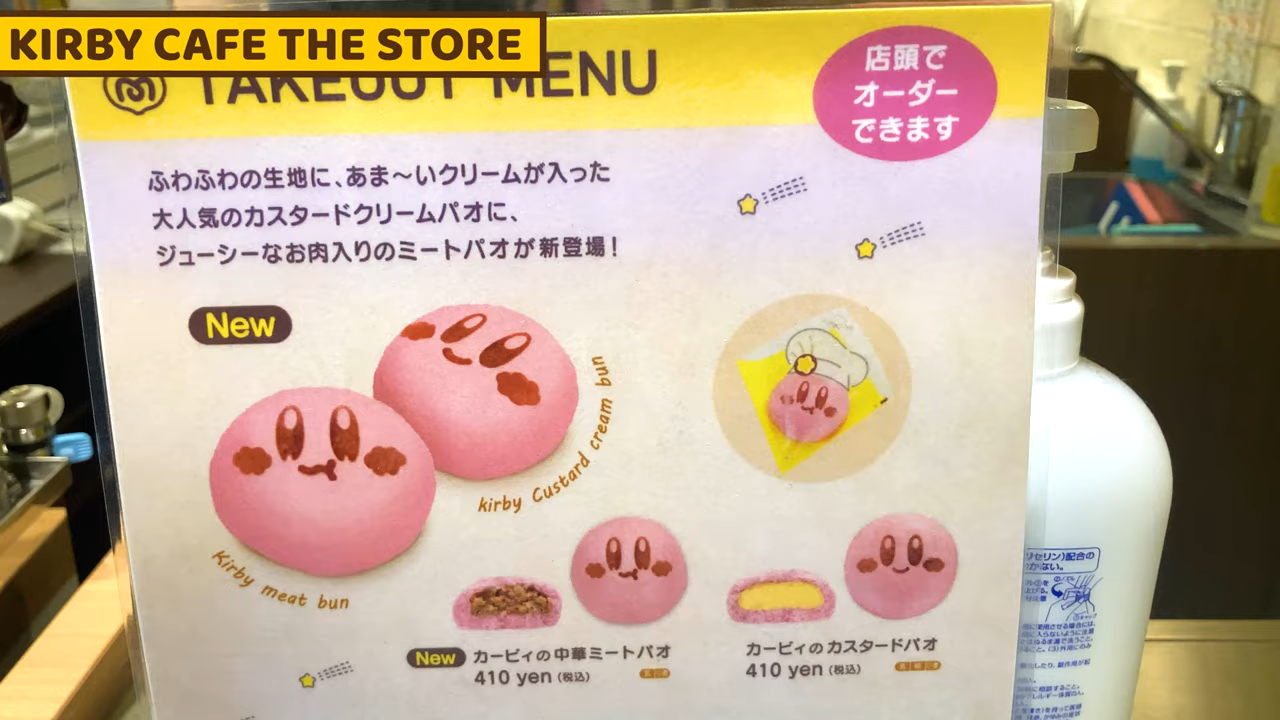 KIRBY CAFE THE STORE
TAKEOUT MENU
店頭で
オーダー
できます
ふわふわの生地に、あま〜いクリームが入った
大人気のカスタードクリームパオに、
ジューシーなお肉入りのミートパオが新登場!
New
kirby Custard cream bun
Kirby meat bun
New カービィの中華ミートパオ
410 yen (税込)
カービィのカスタードパオ
410 yen (税込)